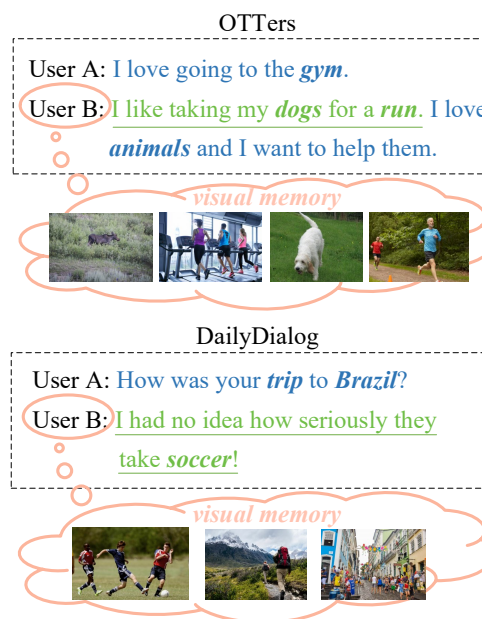 OTTers
User A: I love going to the gym.
User B: I like taking my dogs for a run. I love
animals and I want to help them.
visual memory
DailyDialog
User A: How was your trip to Brazil?
User B: I had no idea how seriously they
take soccer!
visual memory